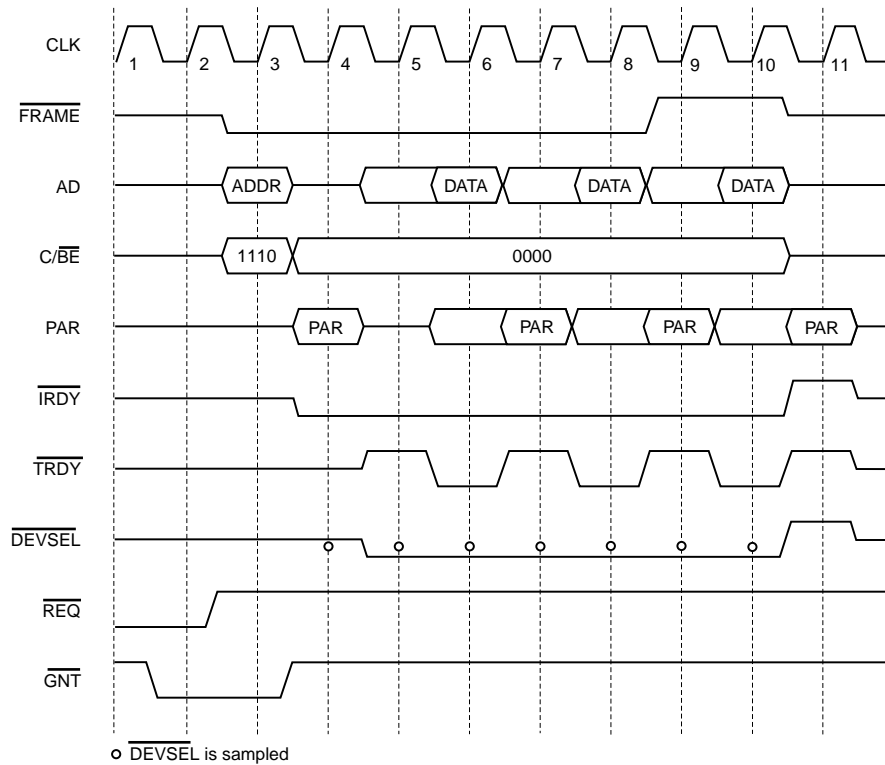 CLK
1 2 3 4 5 6 7 8 9 10 11
FRAME
AD
ADDR DATA DATA DATA
C/BE
1110 0000
PAR
PAR PAR PAR PAR
IRDY
TRDY
DEVSEL
REQ
GNT
DEVSEL is sampled